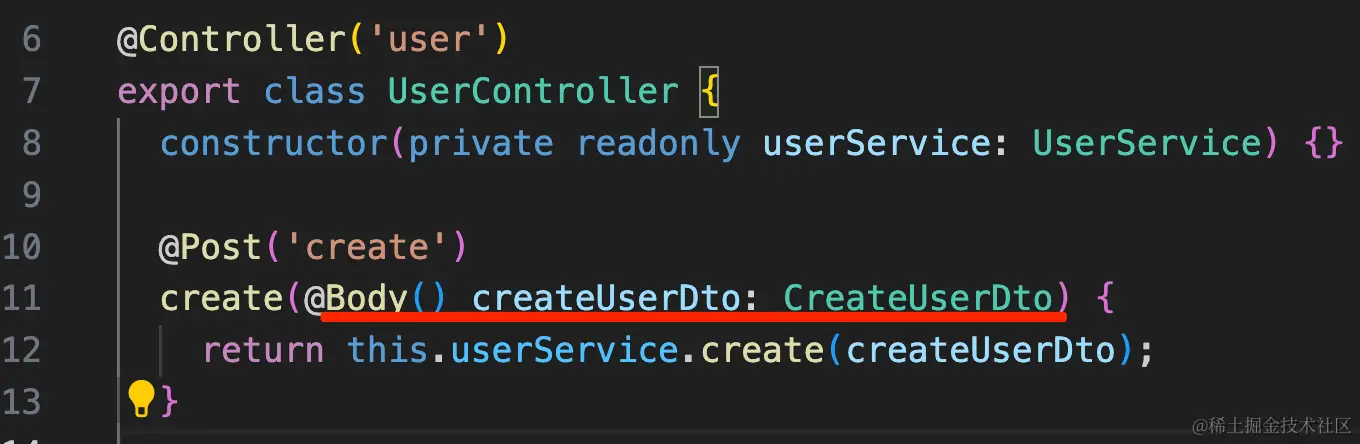 6 @Controller('user')
7 export class UserController {
8 constructor(private readonly userService: UserService) {}
9
10 @Post('create')
11 create(@Body() createUserDto: CreateUserDto) {
12 return this.userService.create(createUserDto);
13 }
@稀土掘金技术社区